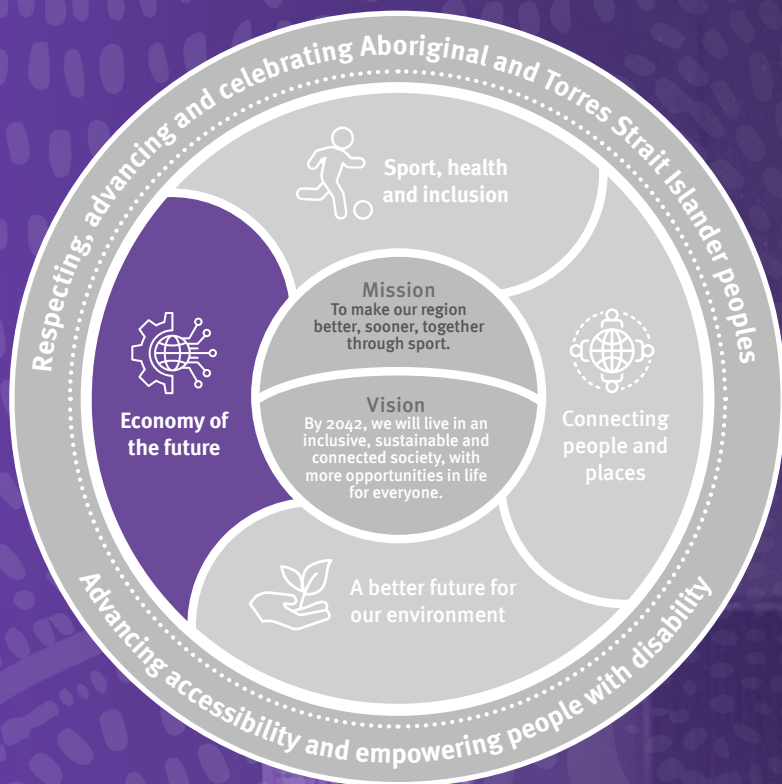 Respecting, advancing and celebrating Aboriginal and Torres Strait Islander peoples
Sport, health
and inclusion
Mission
To make our region
better, sooner, together
through sport.
Vision
By 2042, we will live in an
inclusive, sustainable and
connected society, with
more opportunities in life
for everyone.
Economy of
the future
Connecting
people and
places
A better future for
our environment
Advancing accessibility and empowering people with disability